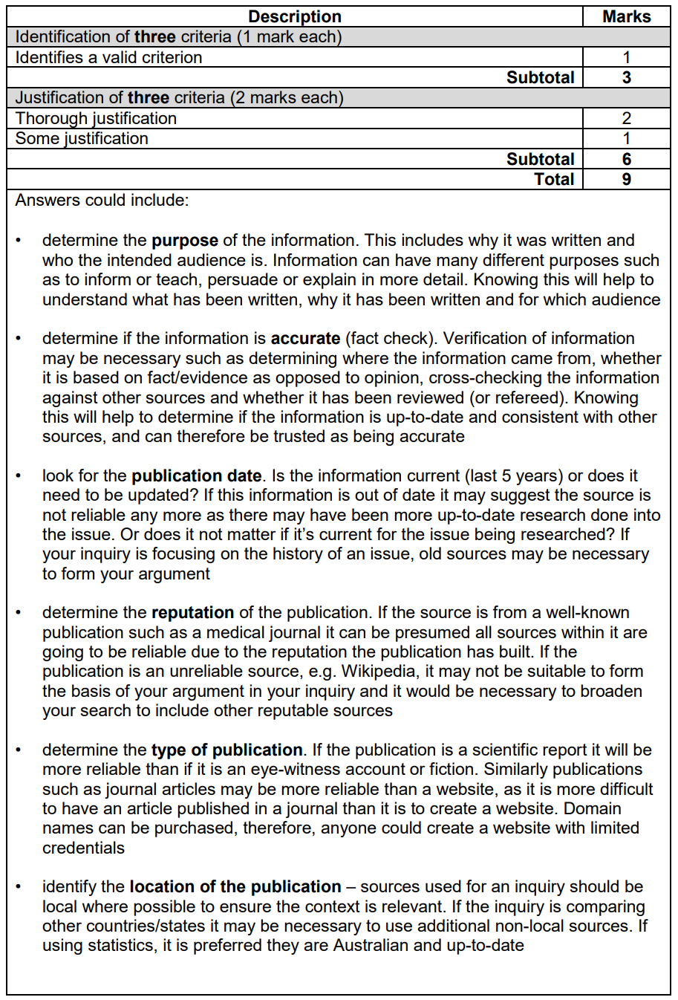 Description Marks
Identification of three criteria (1 mark each)
Identifies a valid criterion 1
Subtotal 3
Justification of three criteria (2 marks each)
Thorough justification 2
Some justification 1
Subtotal 6
Total 9
Answers could include:
• determine the purpose of the information. This includes why it was written and
who the intended audience is. Information can have many different purposes such
as to inform or teach, persuade or explain in more detail. Knowing this will help to
understand what has been written, why it has been written and for which audience
• determine if the information is accurate (fact check). Verification of information
may be necessary such as determining where the information came from, whether
it is based on fact/evidence as opposed to opinion, cross-checking the information
against other sources and whether it has been reviewed (or refereed). Knowing
this will help to determine if the information is up-to-date and consistent with other
sources, and can therefore be trusted as being accurate
• look for the publication date. Is the information current (last 5 years) or does it
need to be updated? If this information is out of date it may suggest the source is
not reliable any more as there may have been more up-to-date research done into
the issue. Or does it not matter if it’s current for the issue being researched? If
your inquiry is focusing on the history of an issue, old sources may be necessary
to form your argument
• determine the reputation of the publication. If the source is from a well-known
publication such as a medical journal it can be presumed all sources within it are
going to be reliable due to the reputation the publication has built. If the
publication is an unreliable source, e.g. Wikipedia, it may not be suitable to form
the basis of your argument in your inquiry and it would be necessary to broaden
your search to include other reputable sources
• determine the type of publication. If the publication is a scientific report it will be
more reliable than if it is an eye-witness account or fiction. Similarly publications
such as journal articles may be more reliable than a website, as it is more difficult
to have an article published in a journal than it is to create a website. Domain
names can be purchased, therefore, anyone could create a website with limited
credentials
• identify the location of the publication – sources used for an inquiry should be
local where possible to ensure the context is relevant. If the inquiry is comparing
other countries/states it may be necessary to use additional non-local sources. If
using statistics, it is preferred they are Australian and up-to-date